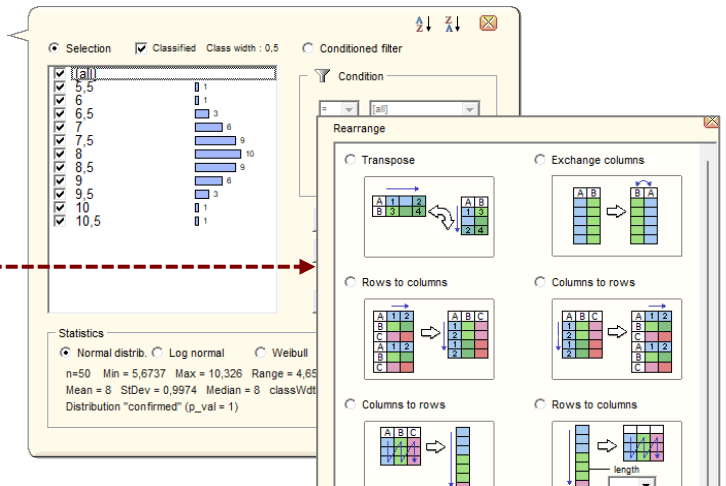 A Z Z A
Selection Classified Class width : 0,5 Conditioned filter
[all]
5,5 1
6 1
6,5 3
7 6
7,5 9
8 10
8,5 9
9 6
9,5 3
10 1
10,5 1
Condition
= [all]
Rearrange
Transpose Exchange columns
A 1 2
B 3 4
A B
1 3
2 4
A B B A
Rows to columns Columns to rows
A 1 2
B
C
A 1 2
B
C
A B C
1
2
1
2
A B C
1
2
1
2
A 1 2
B
C
A 1 2
B
C
Columns to rows Rows to columns
A B C
length
Statistics
Normal distrib. Log normal Weibull
n=50 Min = 5,6737 Max = 10,326 Range = 4,65
Mean = 8 StDev = 0,9974 Median = 8 classWdt
Distribution "confirmed" (p_val = 1)